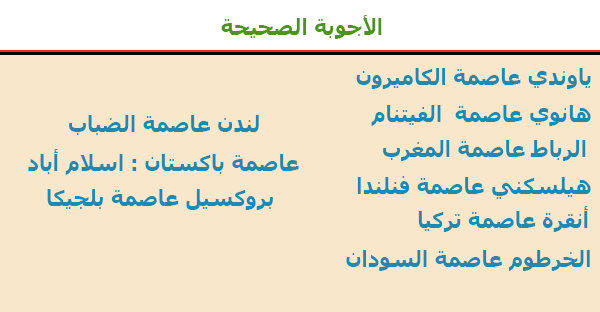 الأجوبة الصحيحة
ياوندي عاصمة الكاميرون
هانوي عاصمة الفيتنام
الرباط عاصمة المغرب
هيلسكني عاصمة فنلندا
أنقرة عاصمة تركيا
الخرطوم عاصمة السودان
لندن عاصمة الضباب
عاصمة باكستان : اسلام أباد
بروكسيل عاصمة بلجيكا